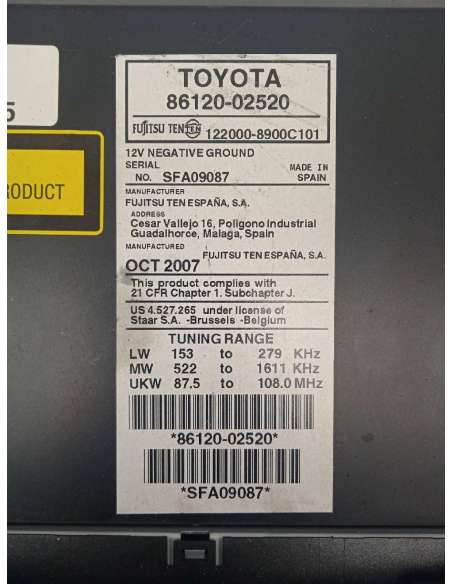 5
RODUCT
TOYOTA
86120-02520
FUJITSU TEN TEN 122000-8900C101
12V NEGATIVE GROUND
SERIAL
NO. SFA09087
MADE IN
SPAIN
MANUFACTURER
FUJITSU TEN ESPAÑA, S.A.
ADDRESS
Cesar Vallejo 16, Poligono Industrial
Guadalhorce, Malaga, Spain
MANUFACTURED FUJITSU TEN ESPAÑA, S.A.
OCT 2007
This product complies with
21 CFR Chapter 1. Subchapter J.
US 4.527.265 under license of
Staar S.A. -Brussels -Belgium
TUNING RANGE
LW 153 to 279 KHz
MW 522 to 1611 KHz
UKW 87.5 to 108.0 MHz
*86120-02520*
*SFA09087*